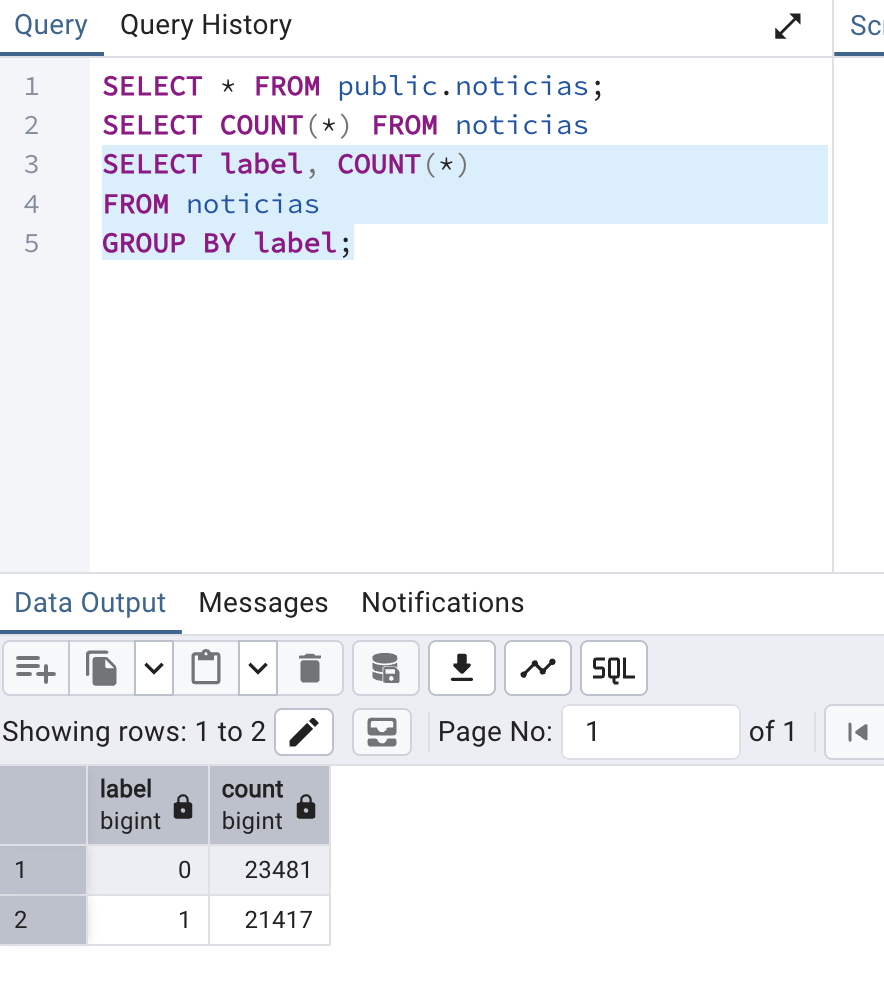 Query Query History Scr
1 SELECT * FROM public.noticias;
2 SELECT COUNT(*) FROM noticias
3 SELECT label, COUNT(*)
4 FROM noticias
5 GROUP BY label;
Data Output Messages Notifications
SQL
Showing rows: 1 to 2 Page No: 1 of 1
label count
bigint bigint
1 0 23481
2 1 21417